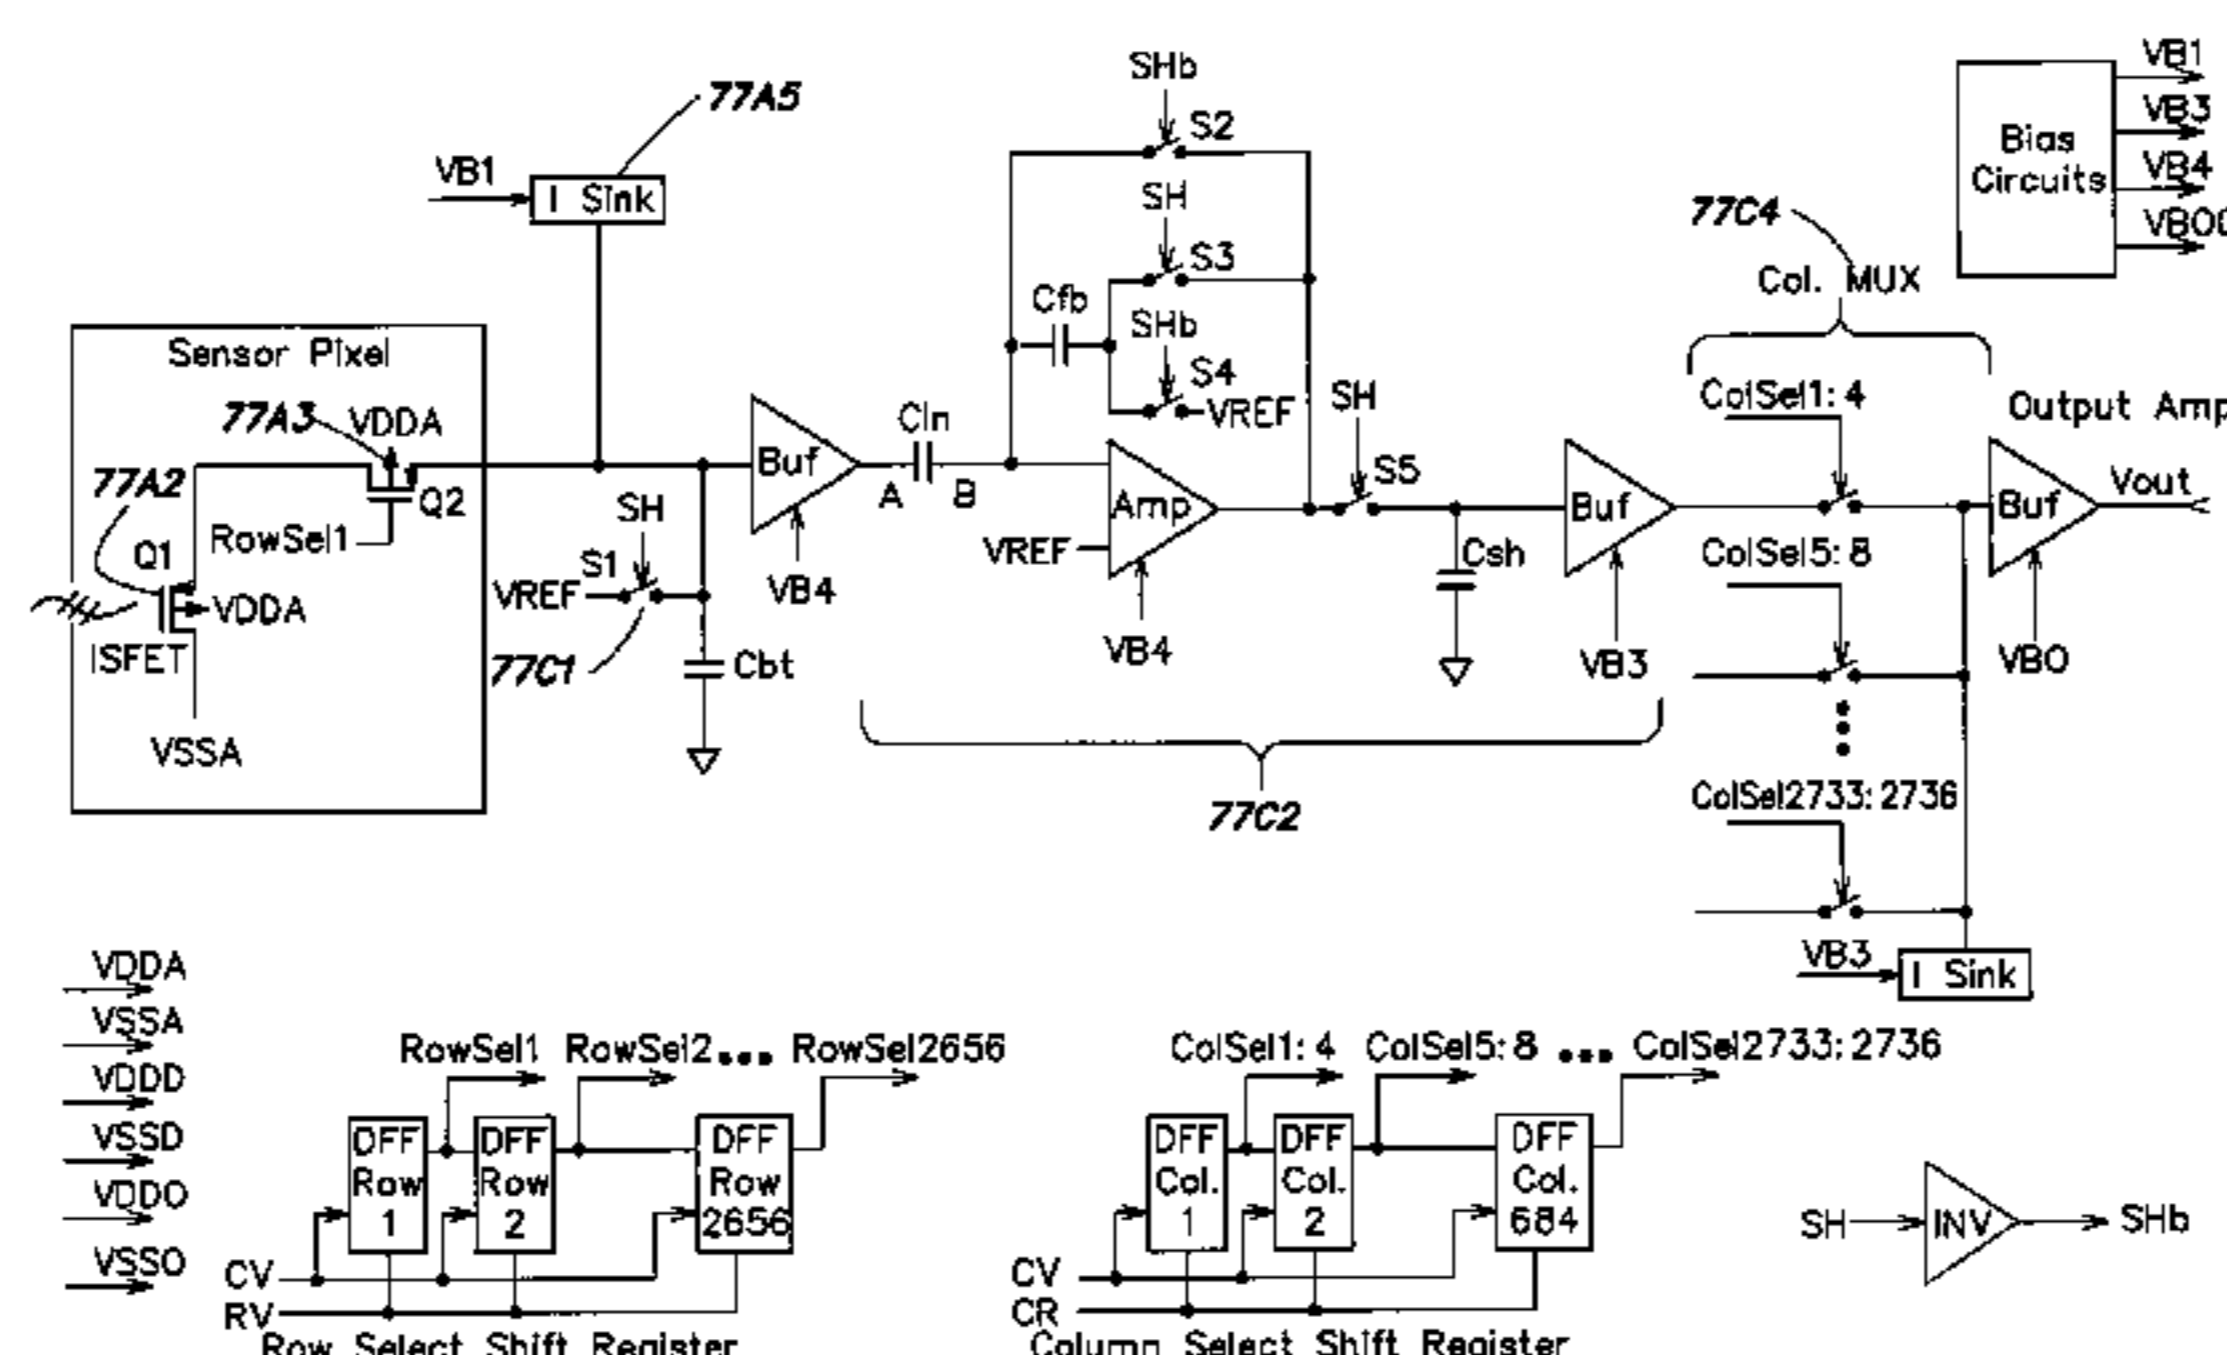 SHb
77A5
S2
VB1
I Sink
SH
S3
Cfb
SHb
S4
VREF
VB1
VB3
VB4
Bias
Circuits
77C4
Col. MUX
Sensor Pixel
77A3
VDDA
77A2
Q2
RowSel1
Q1
VDDA
ISFET
VSSA
SH
S1
VREF
77C1
Cbt
Buf
VB4
CIn
A
B
Amp
VREF
VB4
SH
S5
Csh
Buf
VB3
77C2
ColSel1:4
ColSel5:8
ColSel2733:2736
Output Amp
Buf
Vout
VB0
VB3
I Sink
VDDA
VSSA
VDDD
VSSD
VDDO
VSSO
RowSel1 RowSel2... RowSel2656
DFF
Row
1
DFF
Row
2
DFF
Row
2656
CV
RV
Row Select Shift Register
ColSel1:4 ColSel5:8 ... ColSel2733:2736
DFF
Col.
1
DFF
Col.
2
DFF
Col.
684
CV
CR
Column Select Shift Register
SH
INV
SHb